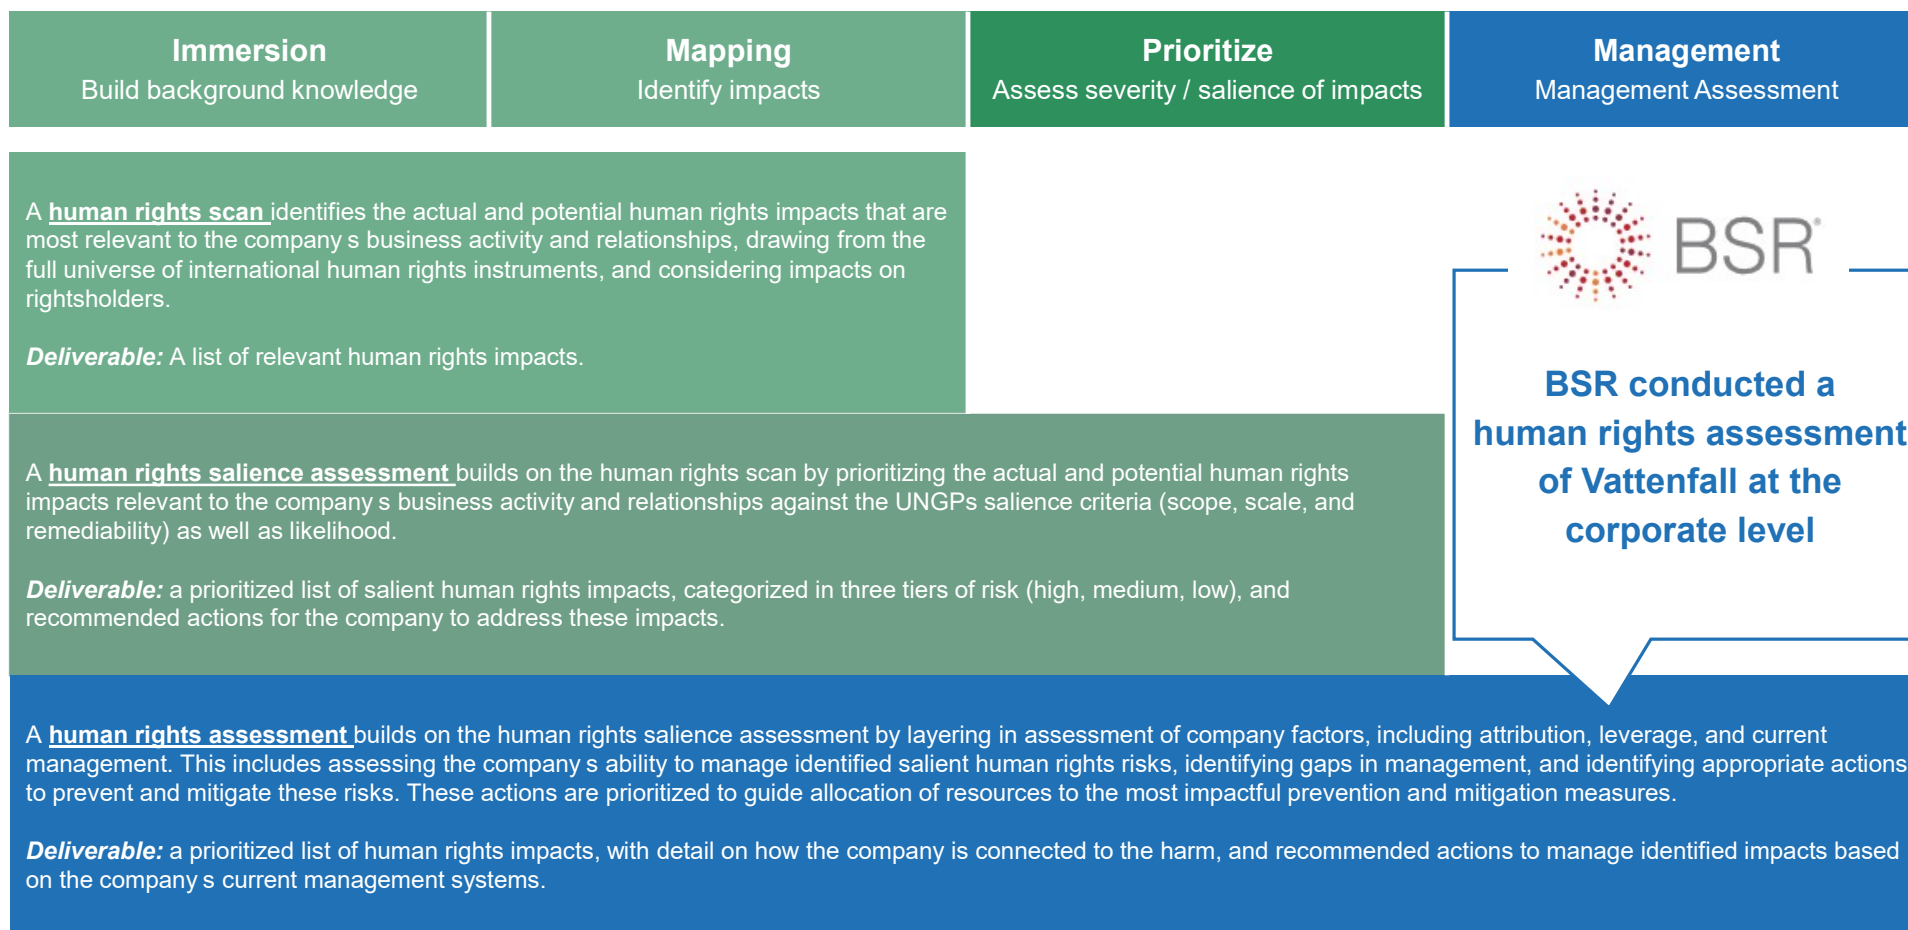 Immersion
Build background knowledge
Mapping
Identify impacts
Prioritize
Assess severity / salience of impacts
Management
Management Assessment
A human rights scan identifies the actual and potential human rights impacts that are
most relevant to the company s business activity and relationships, drawing from the
full universe of international human rights instruments, and considering impacts on
rightsholders.
Deliverable: A list of relevant human rights impacts.
BSR
BSR conducted a
human rights assessment
of Vattenfall at the
corporate level
A human rights salience assessment builds on the human rights scan by prioritizing the actual and potential human rights
impacts relevant to the company s business activity and relationships against the UNGPs salience criteria (scope, scale, and
remediability) as well as likelihood.
Deliverable: a prioritized list of salient human rights impacts, categorized in three tiers of risk (high, medium, low), and
recommended actions for the company to address these impacts.
A human rights assessment builds on the human rights salience assessment by layering in assessment of company factors, including attribution, leverage, and current
management. This includes assessing the company s ability to manage identified salient human rights risks, identifying gaps in management, and identifying appropriate actions
to prevent and mitigate these risks. These actions are prioritized to guide allocation of resources to the most impactful prevention and mitigation measures.
Deliverable: a prioritized list of human rights impacts, with detail on how the company is connected to the harm, and recommended actions to manage identified impacts based
on the company s current management systems.